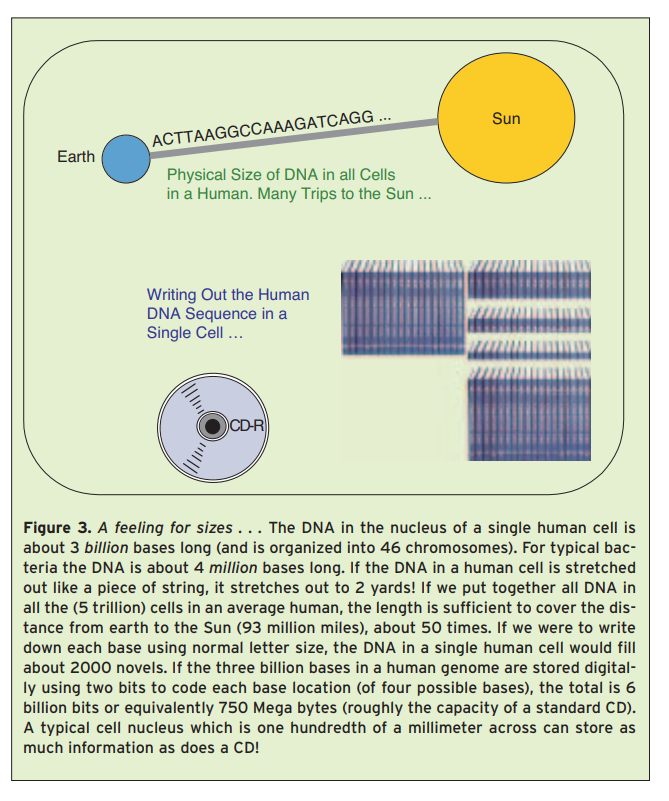 ACTTAAGGCCAAAGATCAGG ...
Sun
Earth
Physical Size of DNA in all Cells
in a Human. Many Trips to the Sun ...
Writing Out the Human
DNA Sequence in a
Single Cell …
CD-R
Figure 3. A feeling for sizes . . . The DNA in the nucleus of a single human cell is
about 3 billion bases long (and is organized into 46 chromosomes). For typical bac-
teria the DNA is about 4 million bases long. If the DNA in a human cell is stretched
out like a piece of string, it stretches out to 2 yards! If we put together all DNA in
all the (5 trillion) cells in an average human, the length is sufficient to cover the dis-
tance from earth to the Sun (93 million miles), about 50 times. If we were to write
down each base using normal letter size, the DNA in a single human cell would fill
about 2000 novels. If the three billion bases in a human genome are stored digital-
ly using two bits to code each base location (of four possible bases), the total is 6
billion bits or equivalently 750 Mega bytes (roughly the capacity of a standard CD).
A typical cell nucleus which is one hundredth of a millimeter across can store as
much information as does a CD!